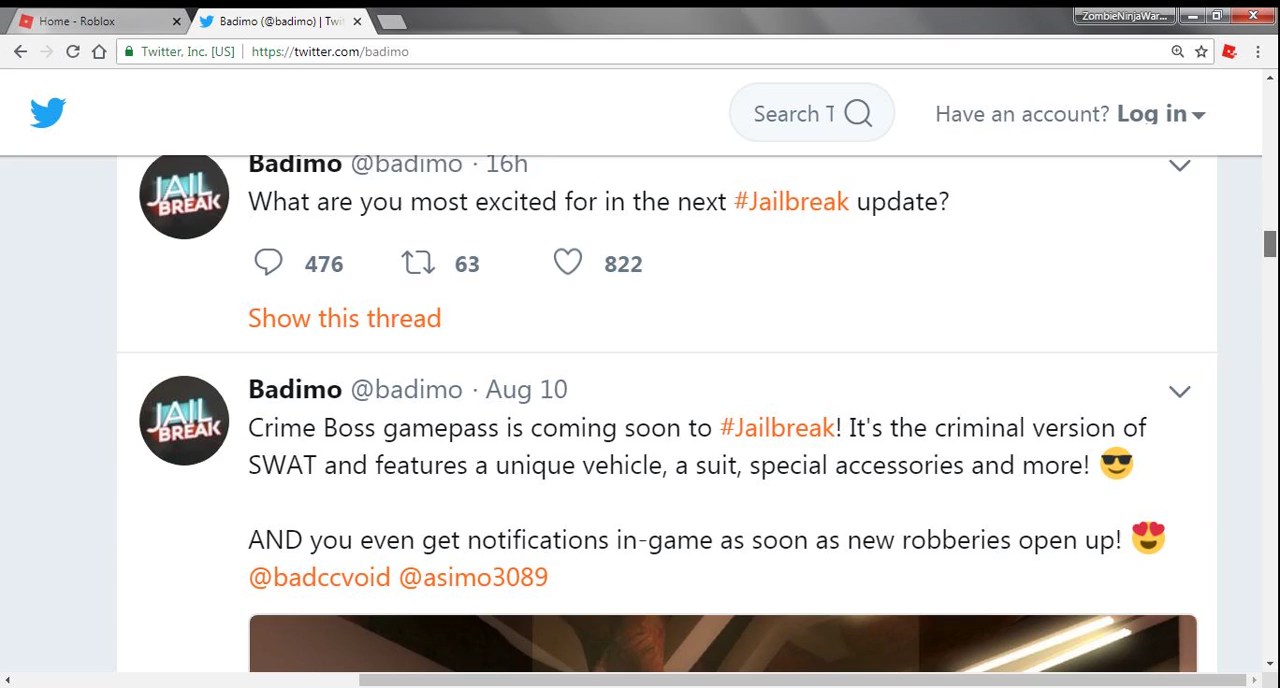 Home - Roblox
Badimo (@badimo) | Twi
ZombieNinjaWar...
Twitter, Inc. [US] | https://twitter.com/badimo
Search T
Have an account? Log in
JAIL
BREAK
Badimo @badimo · 16h
What are you most excited for in the next #Jailbreak update?
476 63 822
Show this thread
JAIL
BREAK
Badimo @badimo · Aug 10
Crime Boss gamepass is coming soon to #Jailbreak! It's the criminal version of
SWAT and features a unique vehicle, a suit, special accessories and more! 😎
AND you even get notifications in-game as soon as new robberies open up! 😍
@badccvoid @asimo3089